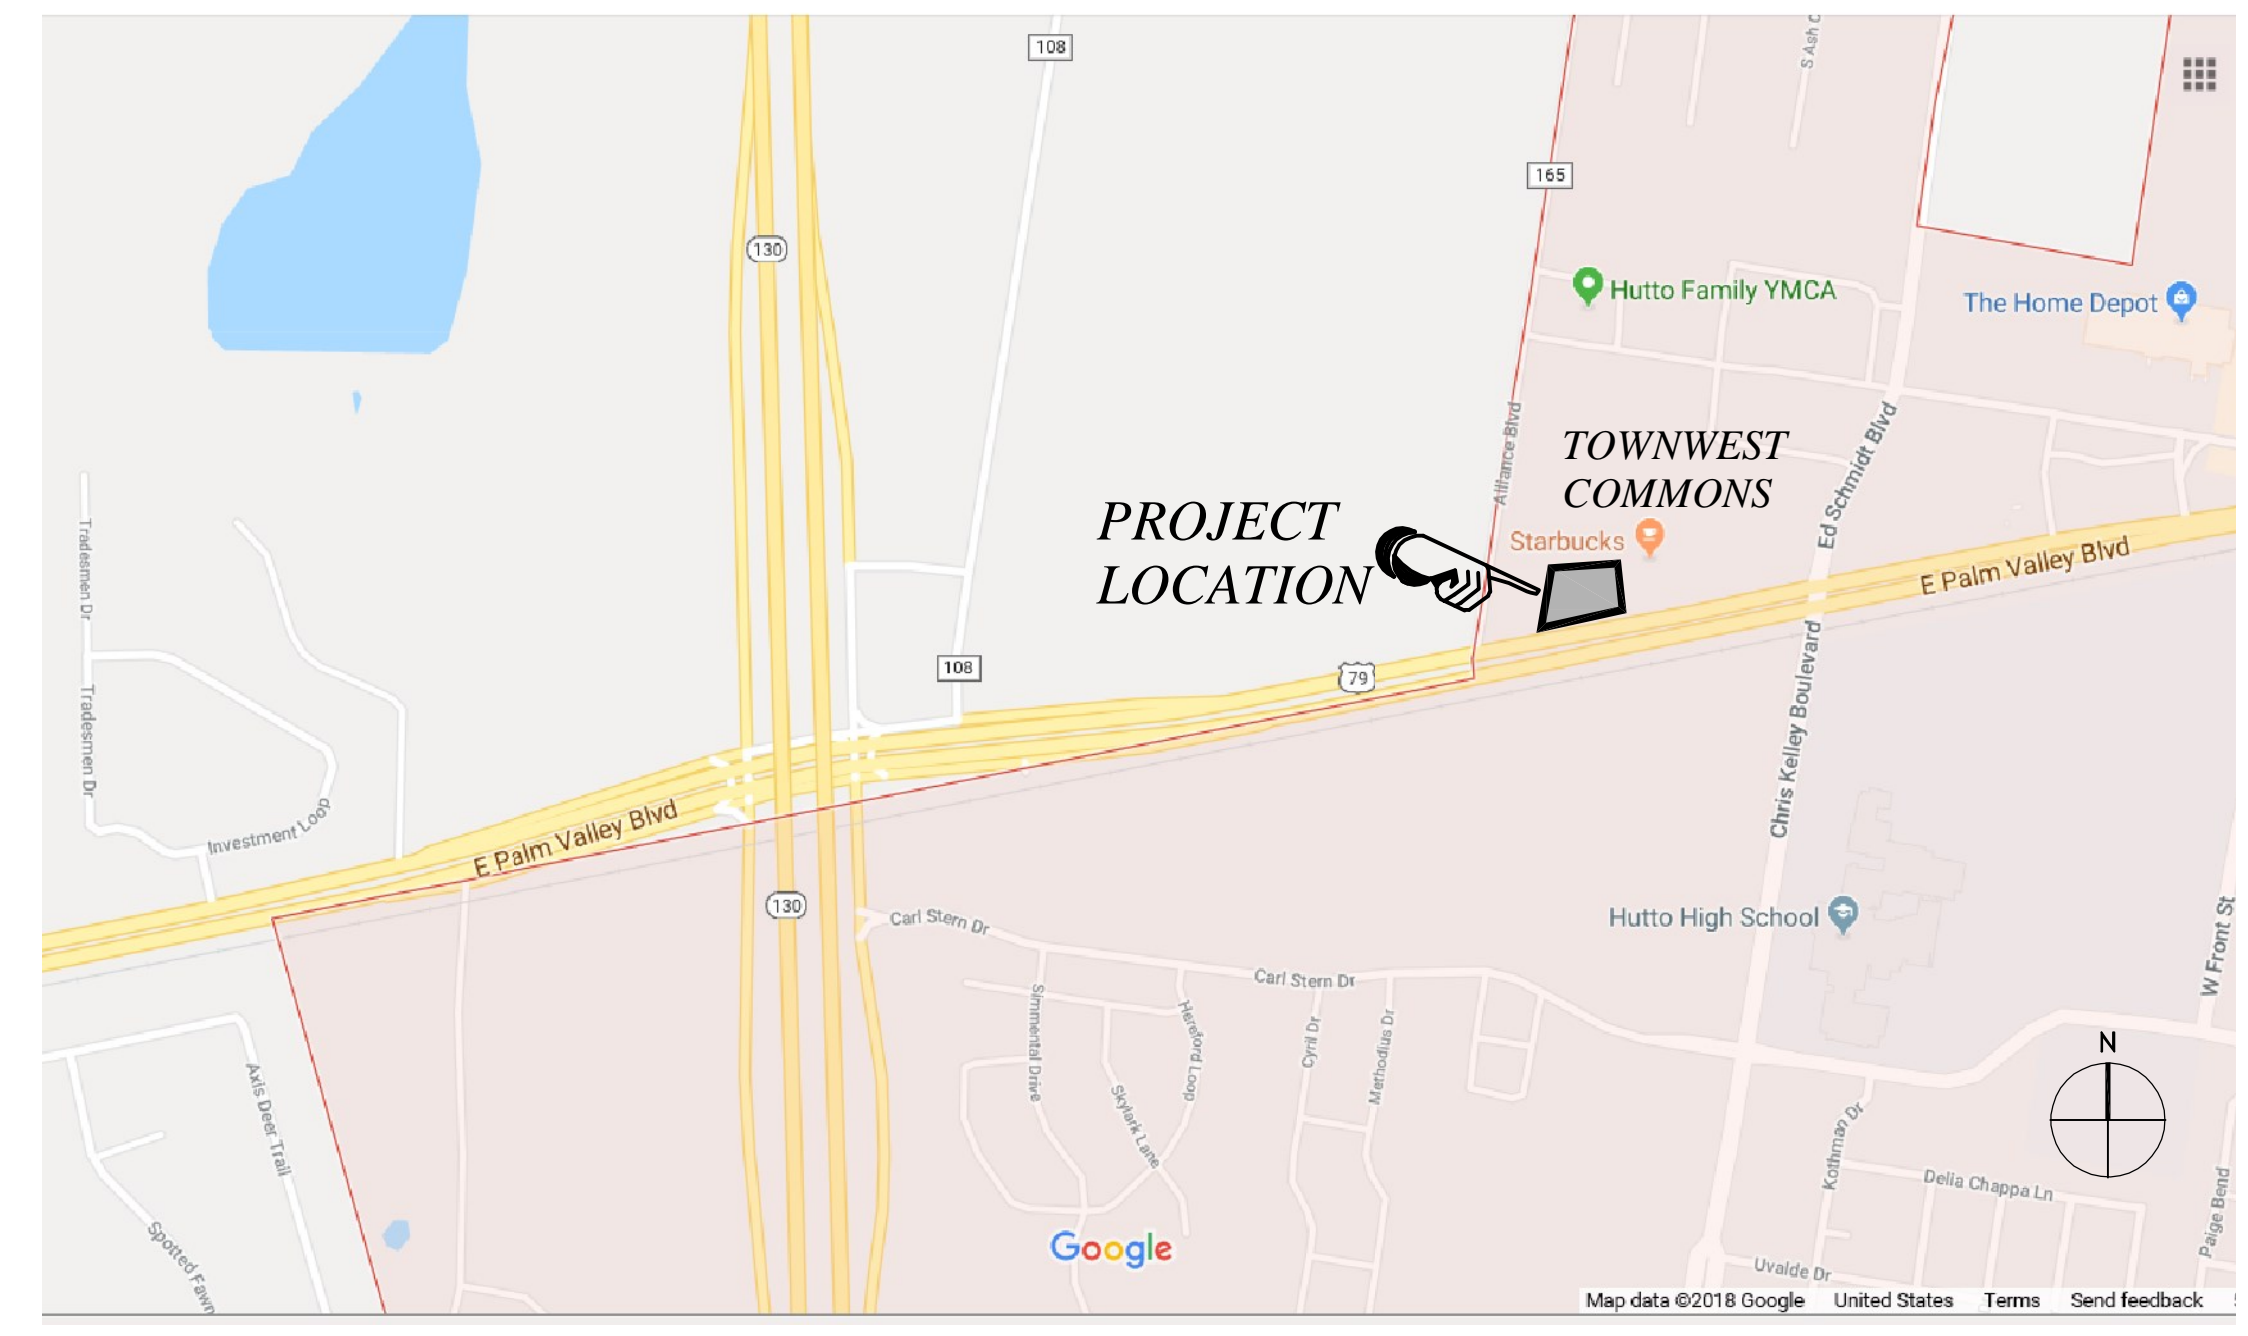 108
S Ash C
165
130
Hutto Family YMCA
The Home Depot
Alliance Blvd
Ed Schmidt Blvd
TOWNWEST
COMMONS
PROJECT
LOCATION
Starbucks
E Palm Valley Blvd
Tradesmen Dr
108
79
Tradesmen Dr
Chris Kelley Boulevard
Investment Loop
E Palm Valley Blvd
130
Carl Stern Dr
Hutto High School
W Front St
Carl Stern Dr
Simmental Drive
Hereford Loop
Cyril Dr
Methodius Dr
N
Axis Deer Trail
Skylark Lane
Kothman Dr
Delia Chappa Ln
Paige Bend
Spotted Fawn
Google
Uvalde Dr
Map data ©2018 Google United States Terms Send feedback